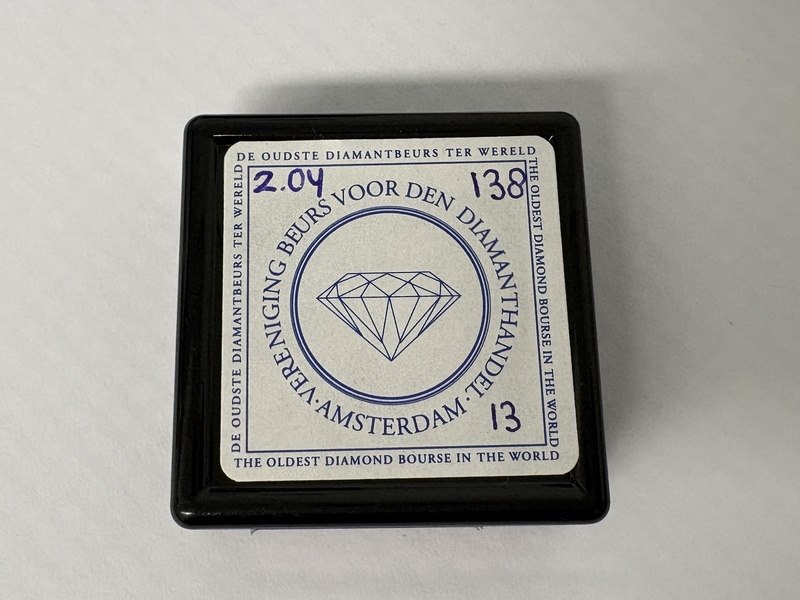 DE OUDSTE DIAMANTBEURS TER WERELD
2.04
138
VERENIGING BEURS VOOR DEN DIAMANTHANDEL
·AMSTERDAM·
13
DE OUDSTE DIAMANTBEURS TER WERELD
THE OLDEST DIAMOND BOURSE IN THE WORLD
THE OLDEST DIAMOND BOURSE IN THE WORLD